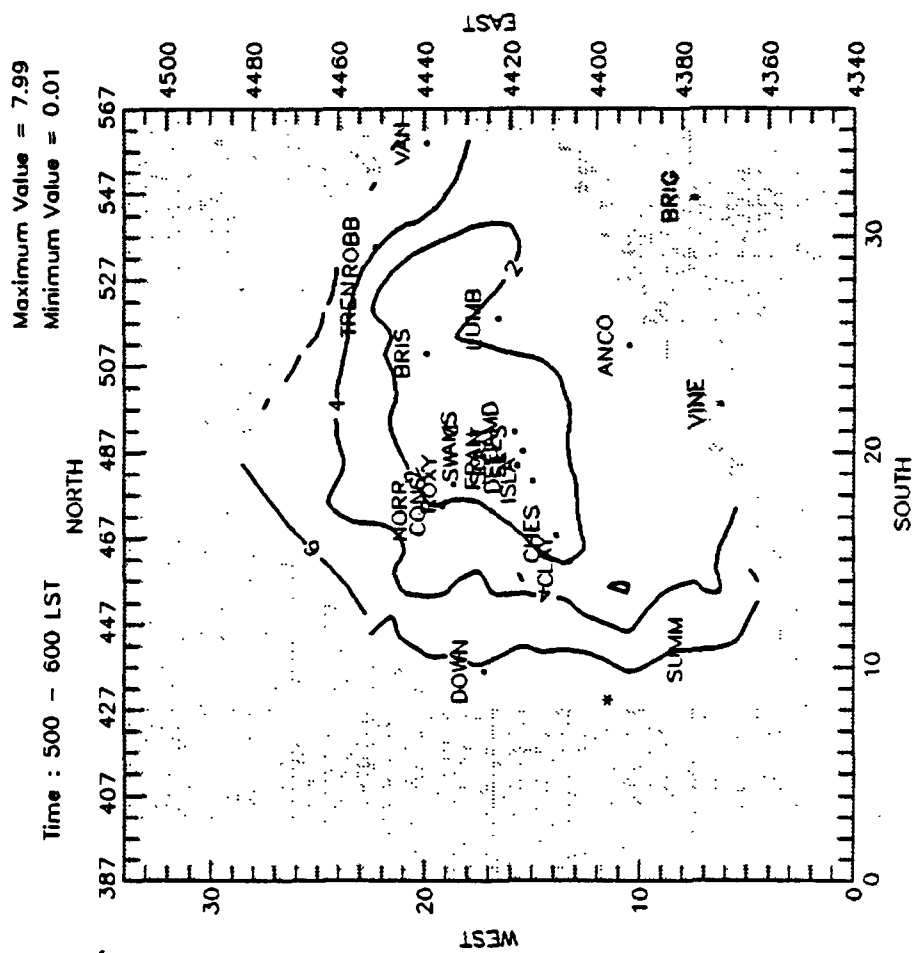 Maximum Value = 7.99
Minimum Value = 0.01
Time : 500 - 600 LST
NORTH
387 407 427 447 467 487 507 527 547 567
WEST
30
20
10
0
EAST
4500
4480
4460
4440
4420
4400
4380
4360
4340
VAN
TRENROBB
BRIS
LUMB
BRIG
ANCO
VINE
NORR
CONS
ROXY
SWAMS
FRAN
ISLA
CHES
CLAY
DOWN
SUMM
6
4
2
4
*
0 10 20 30
SOUTH